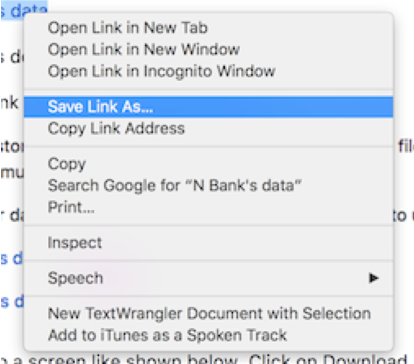 s data
Open Link in New Tab
s d
Open Link in New Window
Open Link in Incognito Window
nk
Save Link As...
Copy Link Address
stor
Copy
fil
mu
Search Google for “N Bank's data”
r da
Print...
to u
Inspect
s d
Speech
s d
New TextWrangler Document with Selection
Add to iTunes as a Spoken Track
a screen like shown below. Click on Download